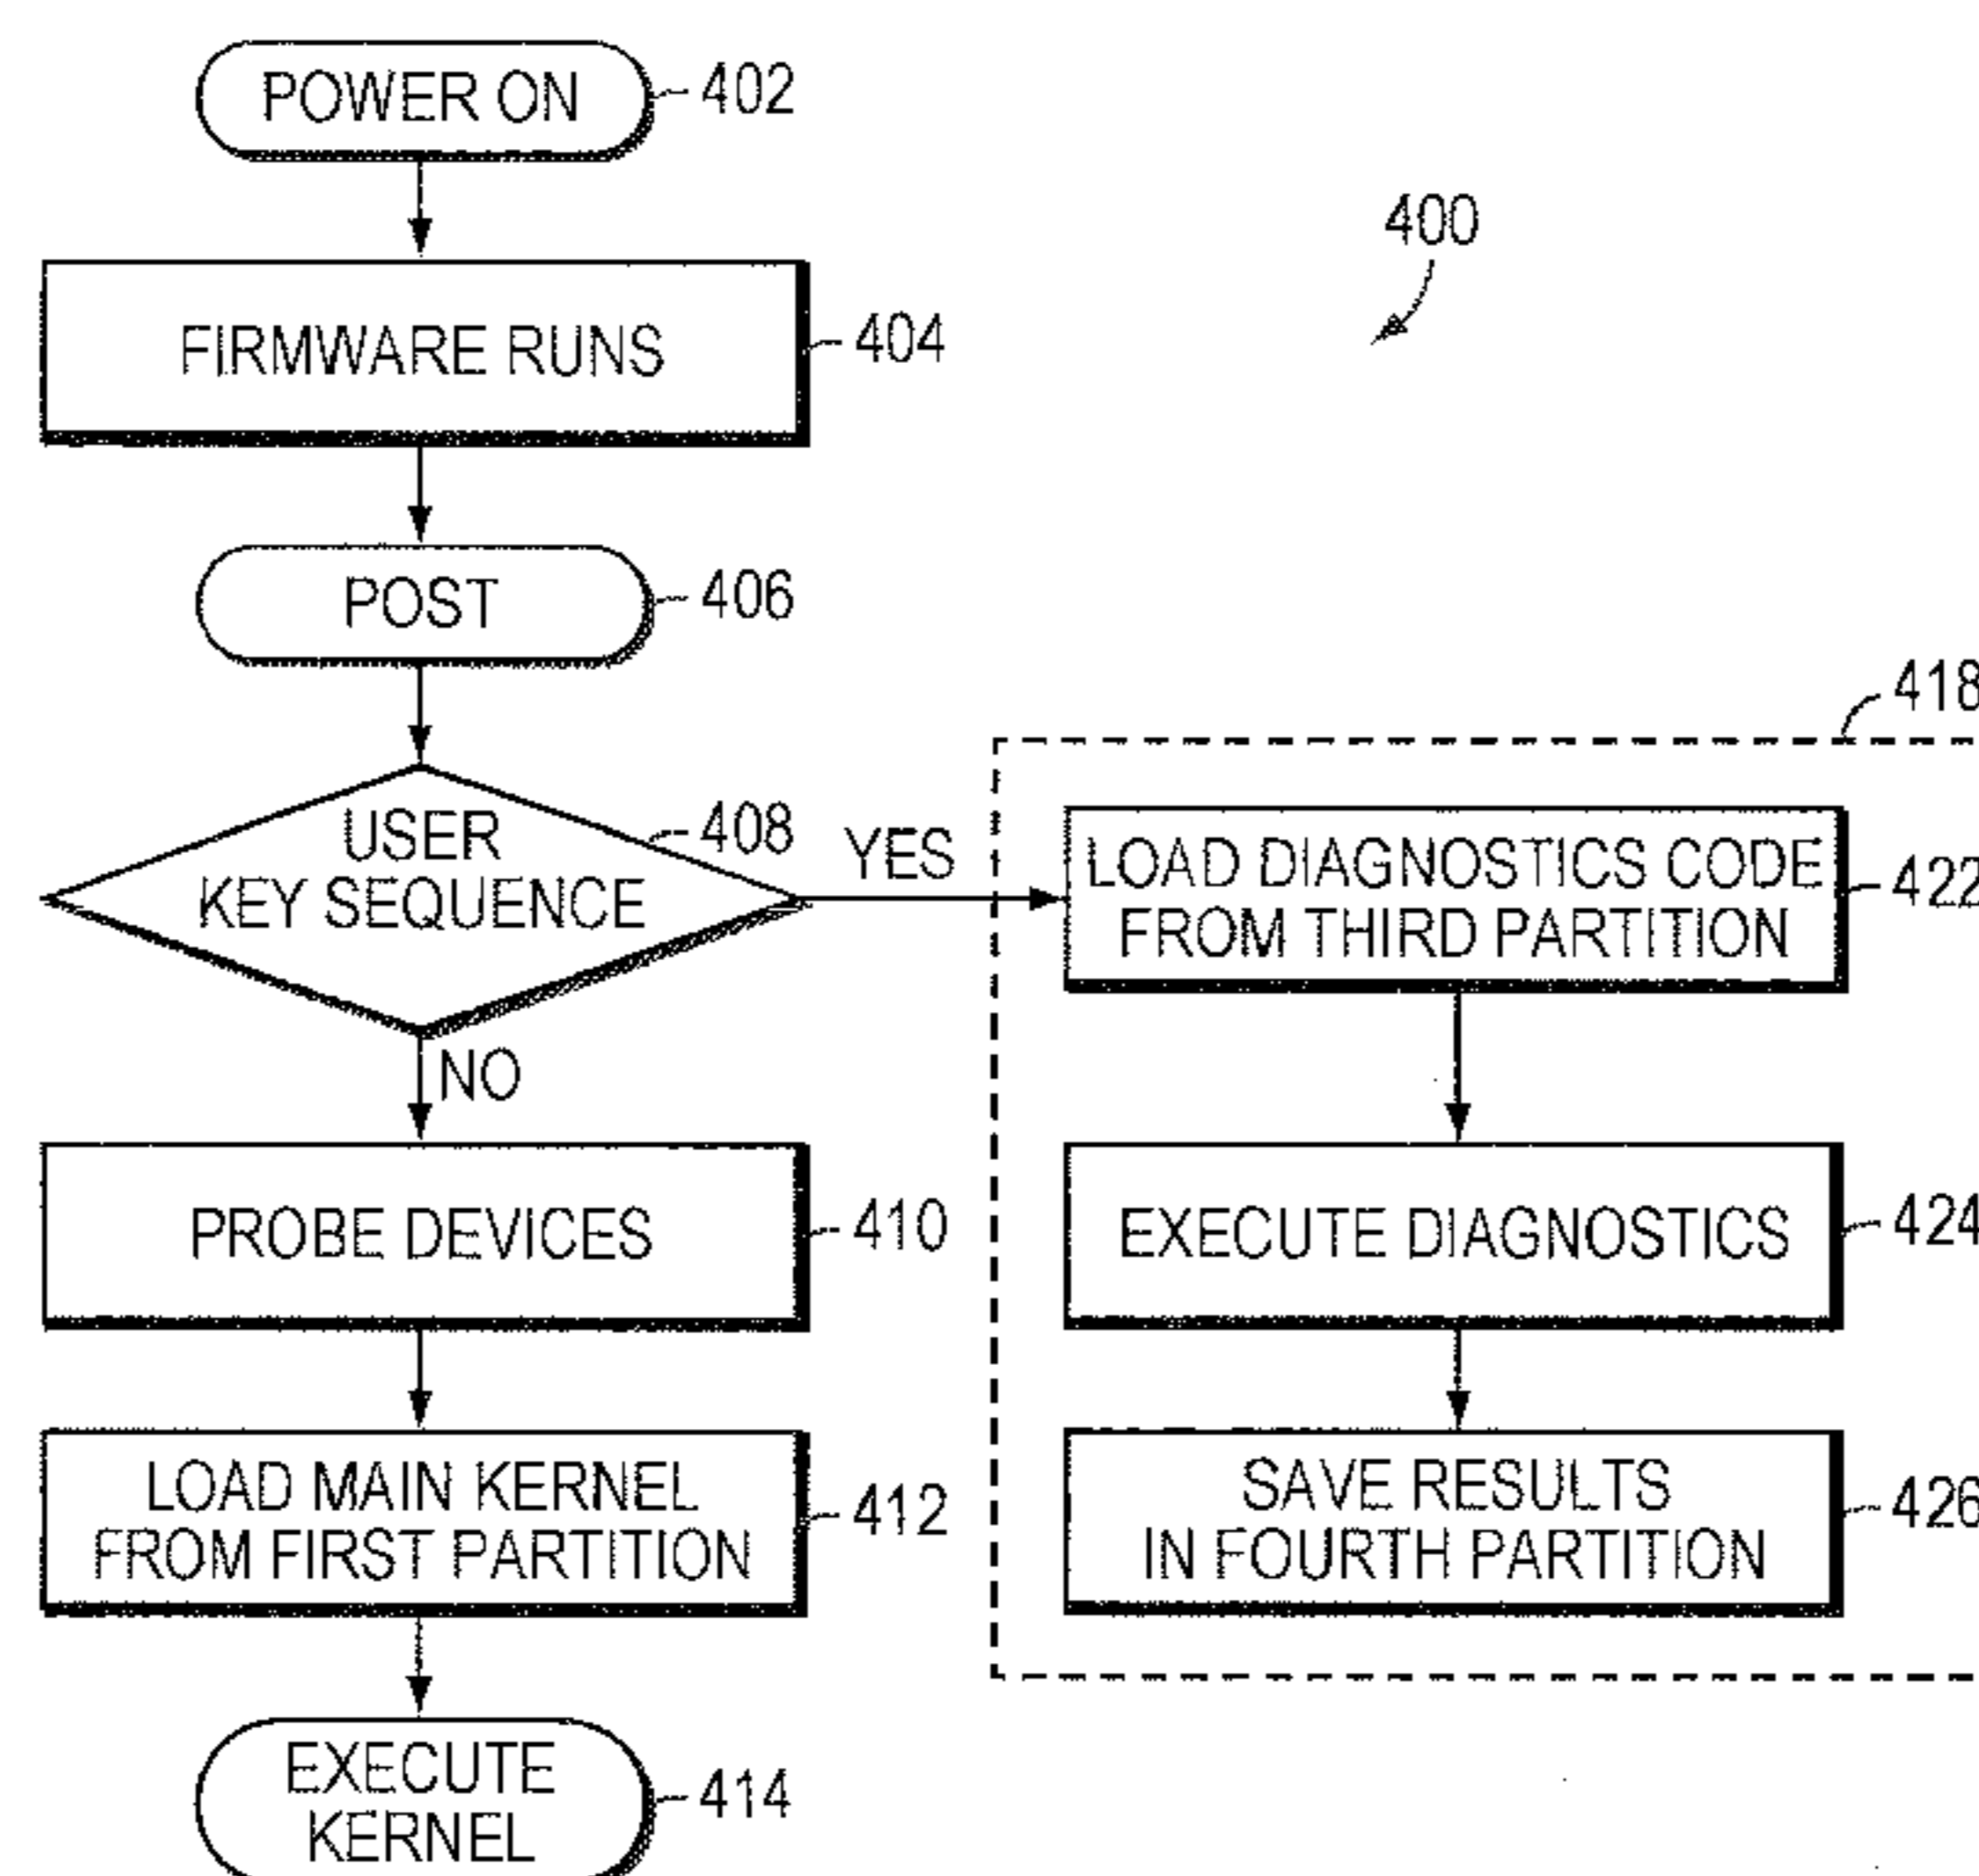 POWER ON
402
400
FIRMWARE RUNS
404
POST
406
418
USER
KEY SEQUENCE
408
YES
LOAD DIAGNOSTICS CODE
FROM THIRD PARTITION
422
NO
PROBE DEVICES
410
EXECUTE DIAGNOSTICS
424
LOAD MAIN KERNEL
FROM FIRST PARTITION
412
SAVE RESULTS
IN FOURTH PARTITION
426
EXECUTE
KERNEL
414